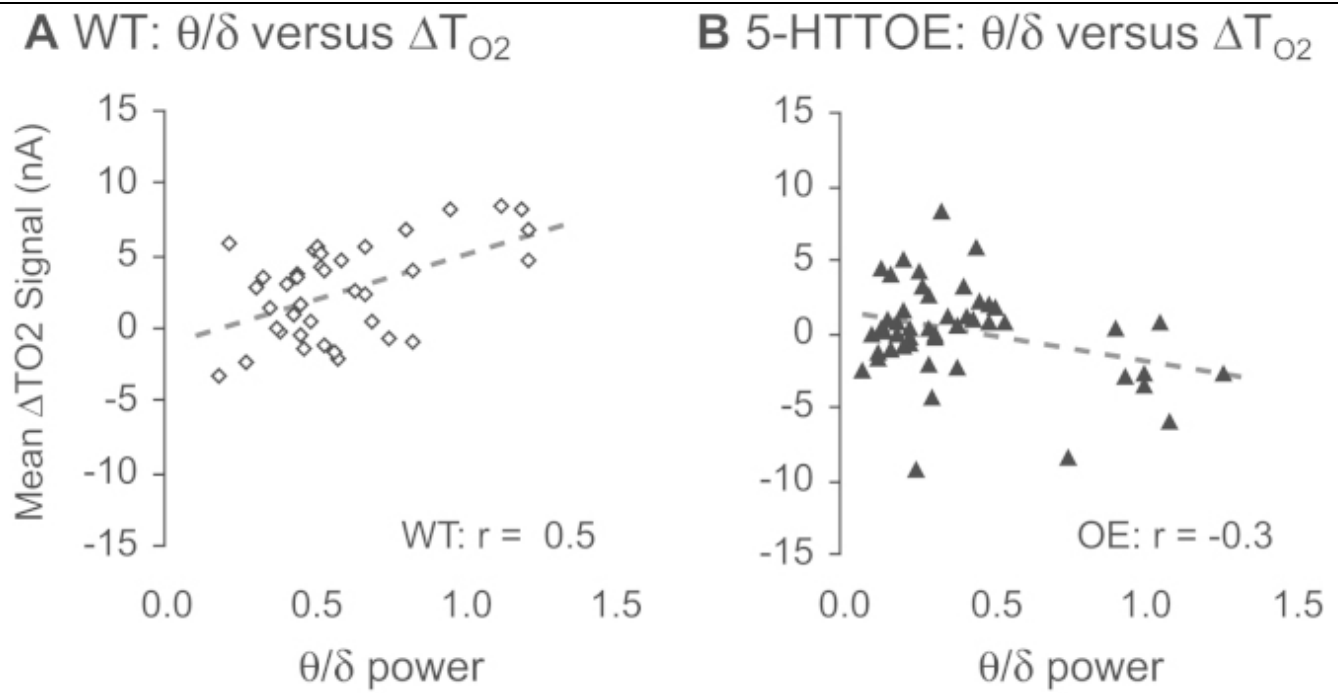 A WT: θ/δ versus ΔTO2
B 5-HTTOE: θ/δ versus ΔTO2
Mean ΔTO2 Signal (nA)
15
10
5
0
-5
-10
-15
WT: r = 0.5
0.0 0.5 1.0 1.5
θ/δ power
15
10
5
0
-5
-10
-15
OE: r = -0.3
0.0 0.5 1.0 1.5
θ/δ power